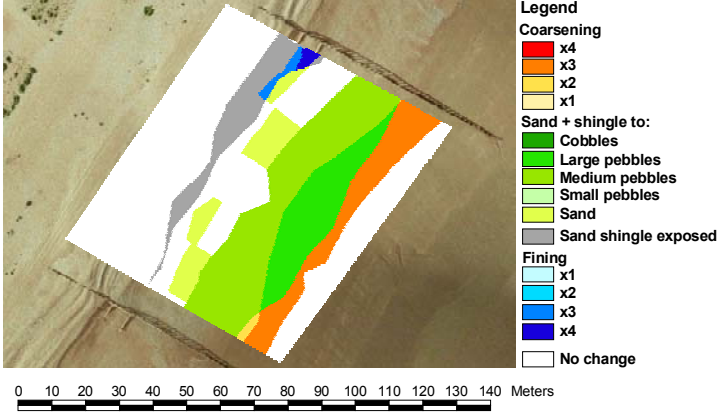 Legend
Coarsening
x4
x3
x2
x1
Sand + shingle to:
Cobbles
Large pebbles
Medium pebbles
Small pebbles
Sand
Sand shingle exposed
Fining
x1
x2
x3
x4
No change
0 10 20 30 40 50 60 70 80 90 100 110 120 130 140 Meters